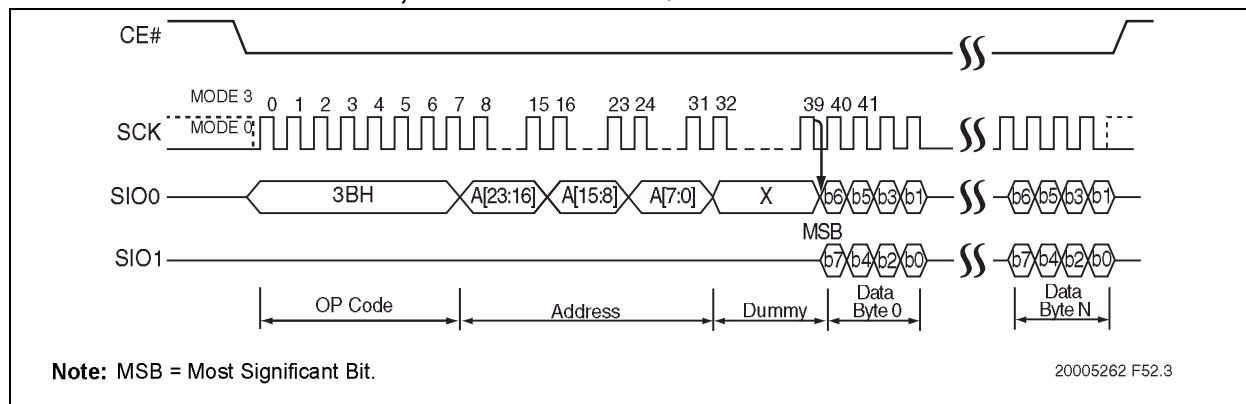 CE#
MODE 3
0 1 2 3 4 5 6 7 8 15 16 23 24 31 32 39 40 41
SCK
MODE 0
SIO0
3BH A[23:16] A[15:8] A[7:0] X b6 b5 b3 b1 b6 b5 b3 b1
MSB
SIO1
b7 b4 b2 b0 b7 b4 b2 b0
OP Code Address Dummy Data Byte 0 Data Byte N
Note: MSB = Most Significant Bit.
20005262 F52.3